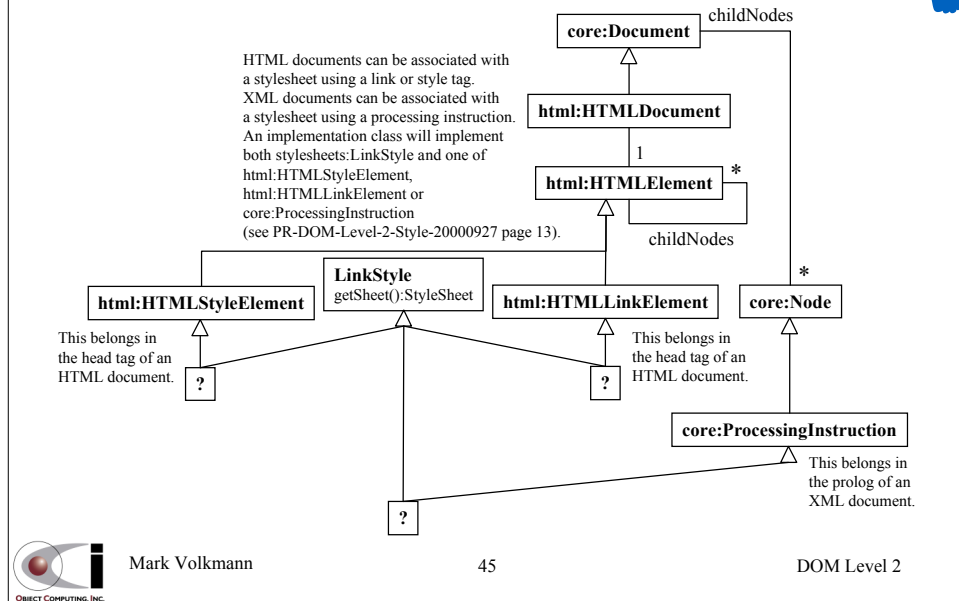 childNodes
core:Document
HTML documents can be associated with
a stylesheet using a link or style tag.
XML documents can be associated with
a stylesheet using a processing instruction.
An implementation class will implement
both stylesheets:LinkStyle and one of
html:HTMLStyleElement,
html:HTMLLinkElement or
core:ProcessingInstruction
(see PR-DOM-Level-2-Style-20000927 page 13).
html:HTMLDocument
1
*
html:HTMLElement
childNodes
*
LinkStyle
getSheet():StyleSheet
html:HTMLStyleElement
html:HTMLLinkElement
core:Node
This belongs in
the head tag of an
HTML document.
?
?
This belongs in
the head tag of an
HTML document.
core:ProcessingInstruction
This belongs in
the prolog of an
XML document.
?
Mark Volkmann
45
DOM Level 2
OBJECT COMPUTING, INC.